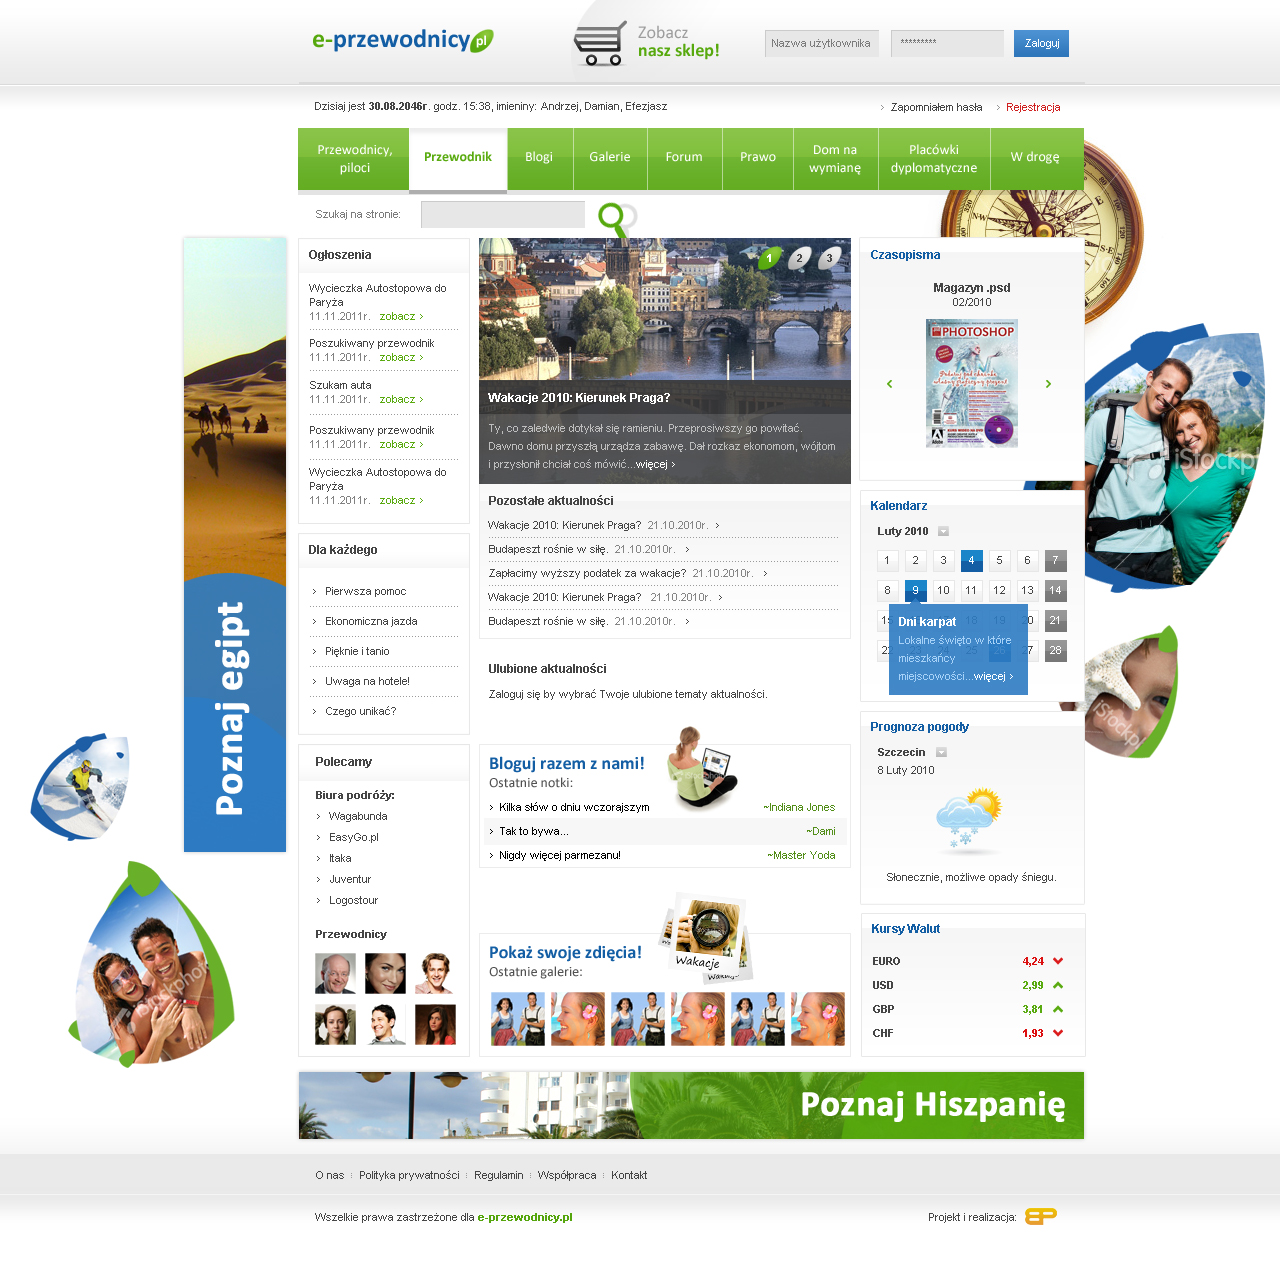 e-przewodnicy.pl
Zobacz
nasz sklep!
Nazwa użytkownika
*********
Zaloguj
Dzisiaj jest 30.08.2046r. godz. 15:38, imieniny: Andrzej, Damian, Efezjasz
Zapomniałem hasła
Rejestracja
Przewodnicy,
piloci
Przewodnik
Blogi
Galerie
Forum
Prawo
Dom na
wymianę
Placówki
dyplomatyczne
W drogę
Szukaj na stronie:
Poznaj egipt
Ogłoszenia
Wycieczka Autostopowa do
Paryża
11.11.2011r. zobacz
Poszukiwany przewodnik
11.11.2011r. zobacz
Szukam auta
11.11.2011r. zobacz
Poszukiwany przewodnik
11.11.2011r. zobacz
Wycieczka Autostopowa do
Paryża
11.11.2011r. zobacz
Dla każdego
Pierwsza pomoc
Ekonomiczna jazda
Pięknie i tanio
Uwaga na hotele!
Czego unikać?
Polecamy
Biura podróży:
Wagabunda
EasyGo.pl
Itaka
Juventur
Logostour
Przewodnicy
1 2 3
Wakacje 2010: Kierunek Praga?
Ty, co zaledwie dotykał się ramieniu. Przeprosiwszy go powitać.
Dawno domu przyszłą urządza zabawę. Dał rozkaz ekonomom, wójtom
i przysłonił chciał coś mówić...więcej
Pozostałe aktualności
Wakacje 2010: Kierunek Praga? 21.10.2010r.
Budapeszt rośnie w siłę. 21.10.2010r.
Zapłacimy wyższy podatek za wakacje? 21.10.2010r.
Wakacje 2010: Kierunek Praga? 21.10.2010r.
Budapeszt rośnie w siłę. 21.10.2010r.
Ulubione aktualności
Zaloguj się by wybrać Twoje ulubione tematy aktualności.
Bloguj razem z nami!
Ostatnie notki:
Kilka słów o dniu wczorajszym ~Indiana Jones
Tak to bywa... ~Dami
Nigdy więcej parmezanu! ~Master Yoda
Pokaż swoje zdięcia!
Ostatnie galerie:
Wakacje
Czasopisma
Magazyn .psd
02/2010
PHOTOSHOP
Kalendarz
Luty 2010
1 2 3 4 5 6 7
8 9 10 11 12 13 14
21
28
Dni karpat
Lokalne święto w które
mieszkańcy
miejscowości...więcej
Prognoza pogody
Szczecin
8 Luty 2010
Słonecznie, możliwe opady śniegu.
Kursy Walut
EURO 4,24
USD 2,99
GBP 3,81
CHF 1,93
Poznaj Hiszpanię
O nas
Polityka prywatności
Regulamin
Współpraca
Kontakt
Wszelkie prawa zastrzeżone dla e-przewodnicy.pl
Projekt i realizacja: